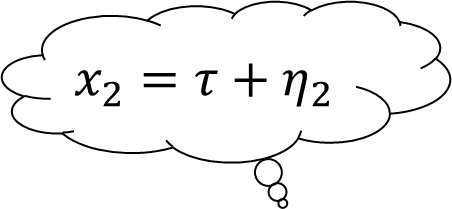 x₂ = τ + η₂